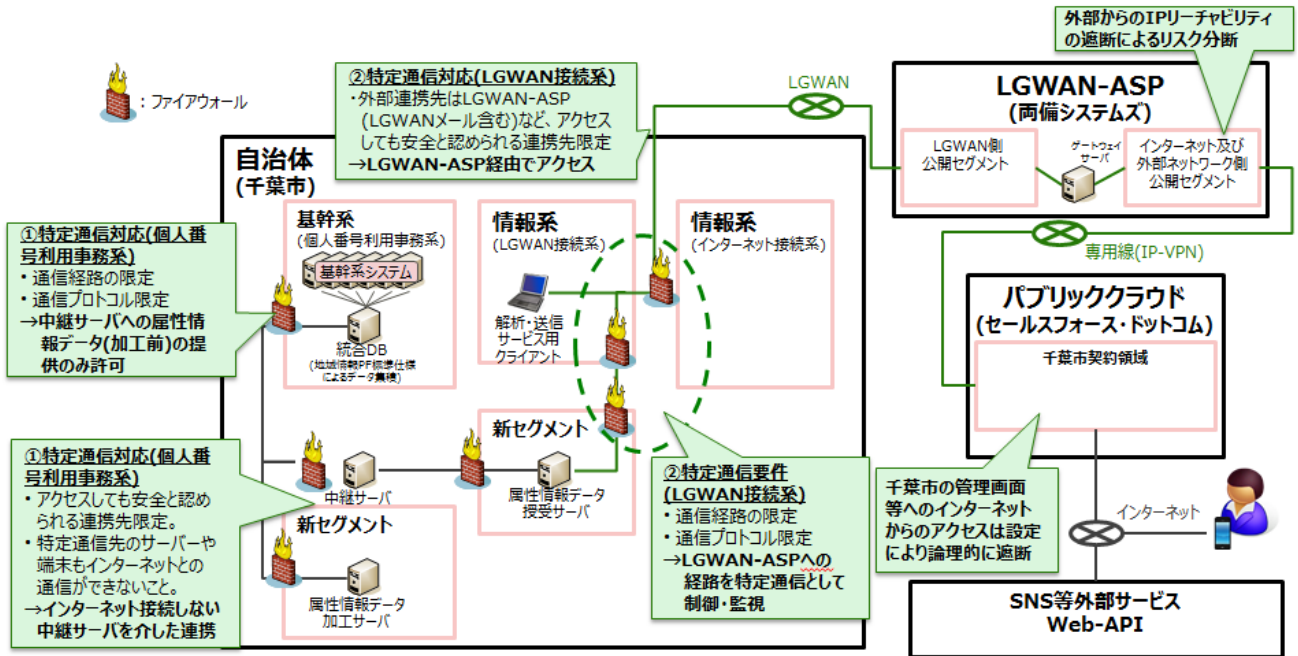 ：ファイアウォール
②特定通信対応(LGWAN接続系)
・外部連携先はLGWAN-ASP
(LGWANメール含む)など、アクセス
しても安全と認められる連携先限定
→LGWAN-ASP経由でアクセス
LGWAN
外部からのIPリーチャビリティ
の遮断によるリスク分断
LGWAN-ASP
(両備システムズ)
LGWAN側
公開セグメント
ゲートウェイ
サーバ
インターネット及び
外部ネットワーク側
公開セグメント
専用線(IP-VPN)
自治体
(千葉市)
①特定通信対応(個人番
号利用事務系)
・通信経路の限定
・通信プロトコル限定
→中継サーバへの属性情
報データ(加工前)の提
供のみ許可
基幹系
(個人番号利用事務系)
基幹系システム
統合DB
(地域情報PF標準仕様
によるデータ集積)
情報系
(LGWAN接続系)
解析・送信
サービス用
クライアント
情報系
(インターネット接続系)
パブリッククラウド
(セールスフォース・ドットコム)
千葉市契約領域
①特定通信対応(個人番
号利用事務系)
・アクセスしても安全と認め
られる連携先限定。
・特定通信先のサーバーや
端末もインターネットとの
通信ができないこと。
→インターネット接続しない
中継サーバを介した連携
中継サーバ
新セグメント
属性情報データ
加工サーバ
新セグメント
属性情報データ
授受サーバ
②特定通信要件
(LGWAN接続系)
・通信経路の限定
・通信プロトコル限定
→LGWAN-ASPへの
経路を特定通信として
制御・監視
千葉市の管理画面
等へのインターネット
からのアクセスは設定
により論理的に遮断
インターネット
SNS等外部サービス
Web-API